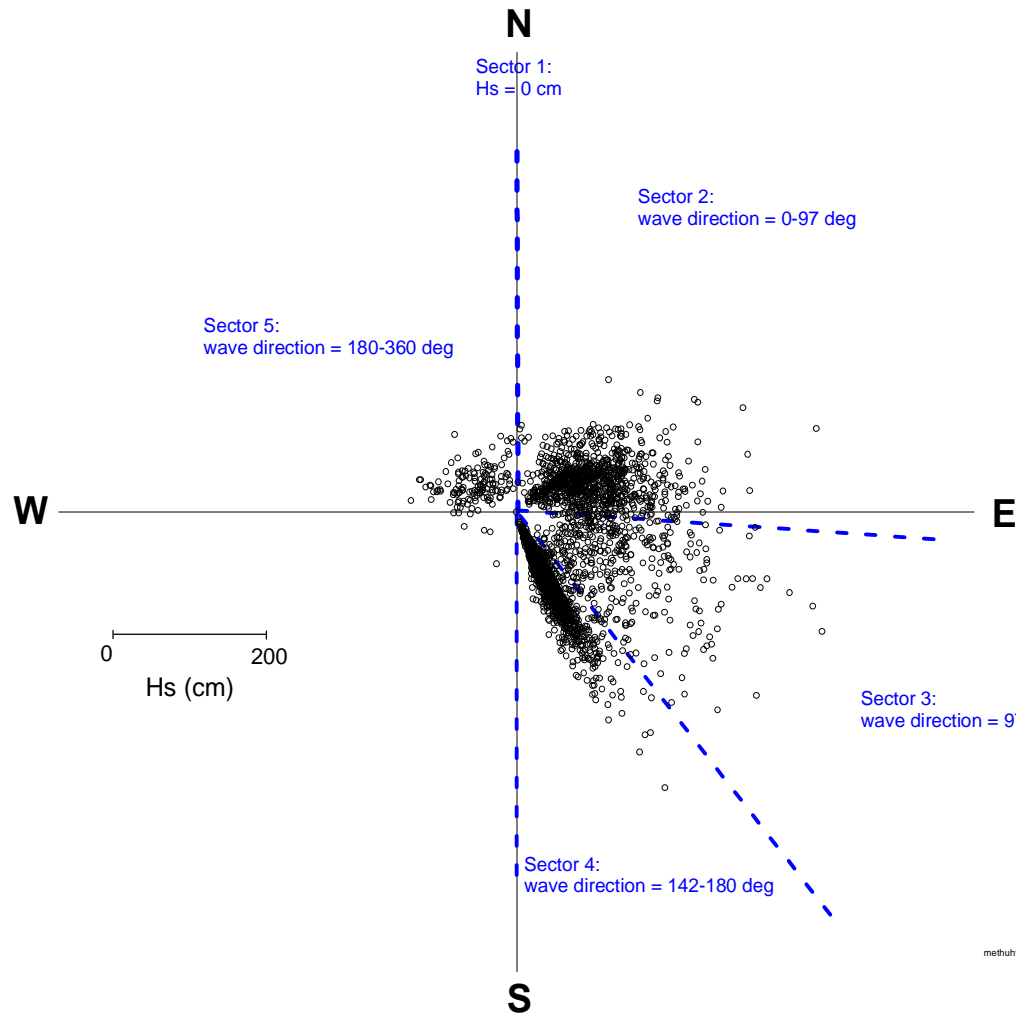 N
Sector 1:
Hs = 0 cm
Sector 2:
wave direction = 0-97 deg
Sector 5:
wave direction = 180-360 deg
W
E
0
200
Hs (cm)
Sector 3:
wave direction =
Sector 4:
wave direction = 142-180 deg
S